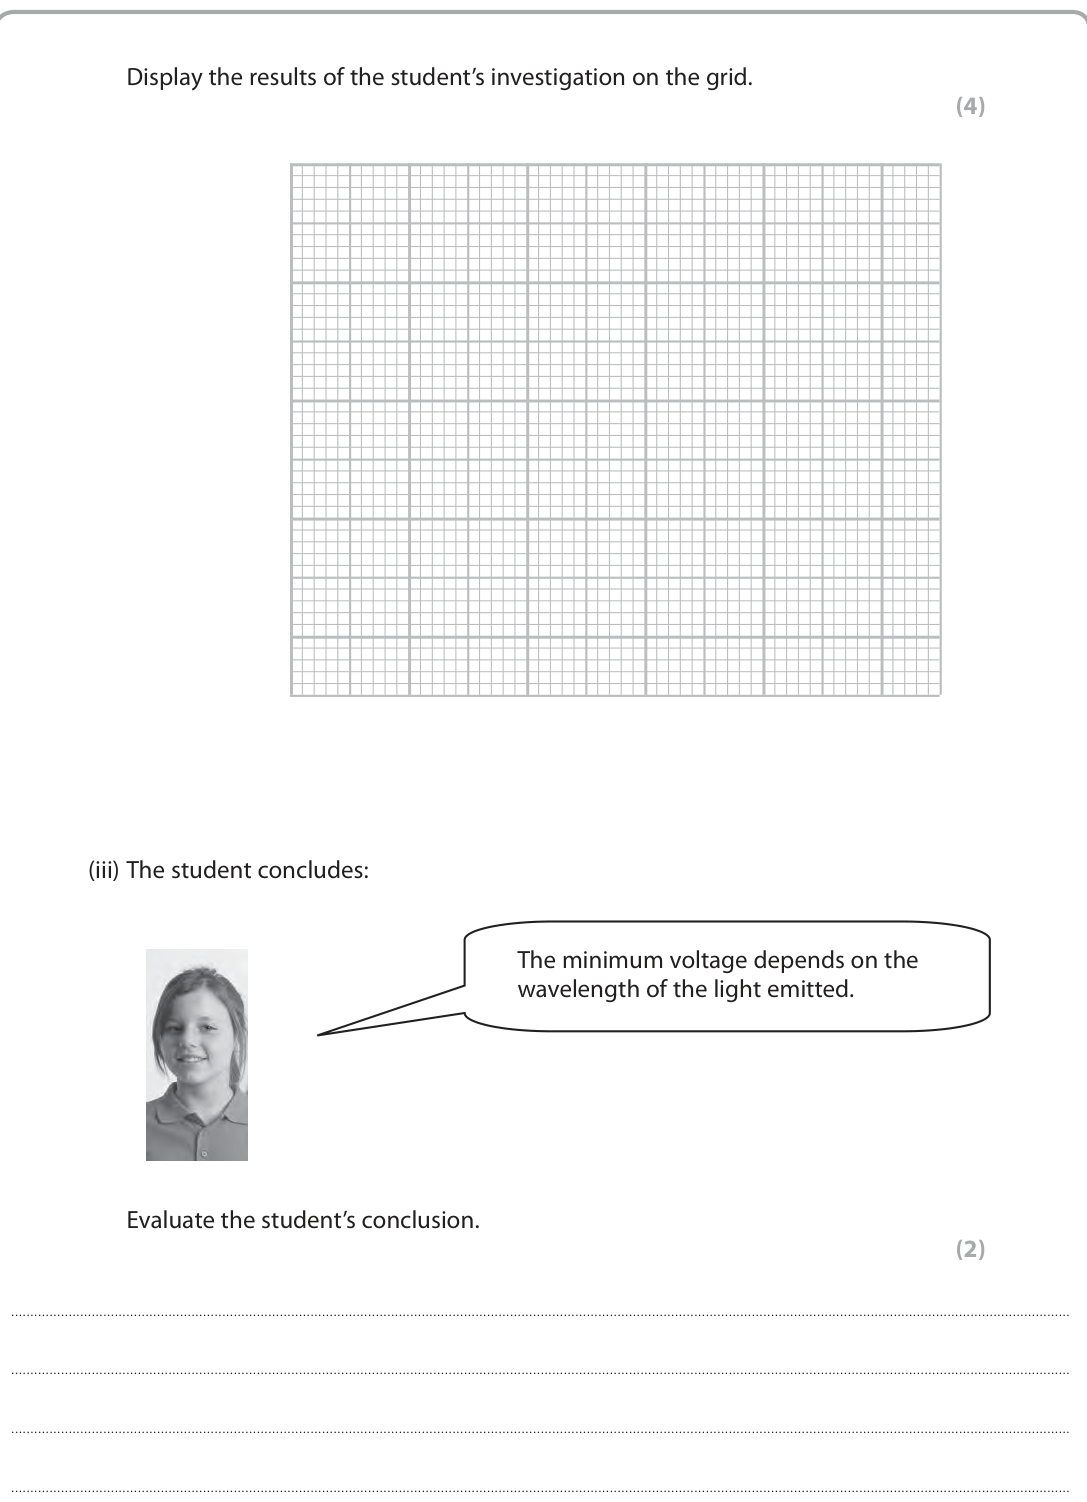 Display the results of the student’s investigation on the grid.
(4)
(iii) The student concludes:
The minimum voltage depends on the
wavelength of the light emitted.
Evaluate the student’s conclusion.
(2)